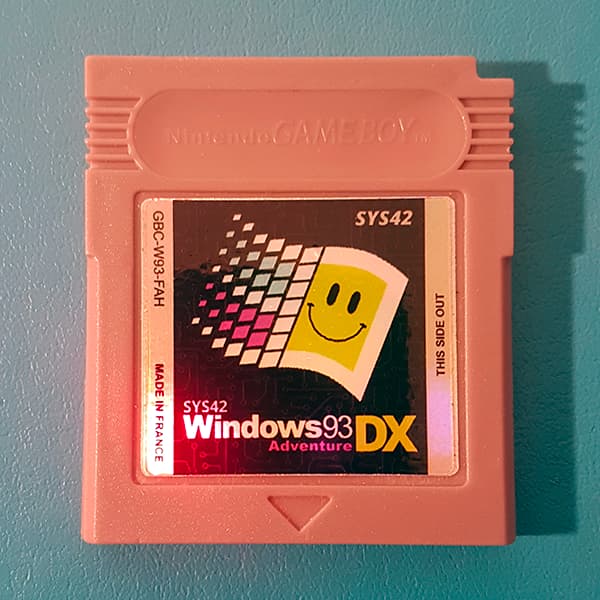 Nintendo GAME BOY TM
SYS42
GBC-W93-FAH
THIS SIDE OUT
MADE IN FRANCE
SYS42
Windows93 DX
Adventure